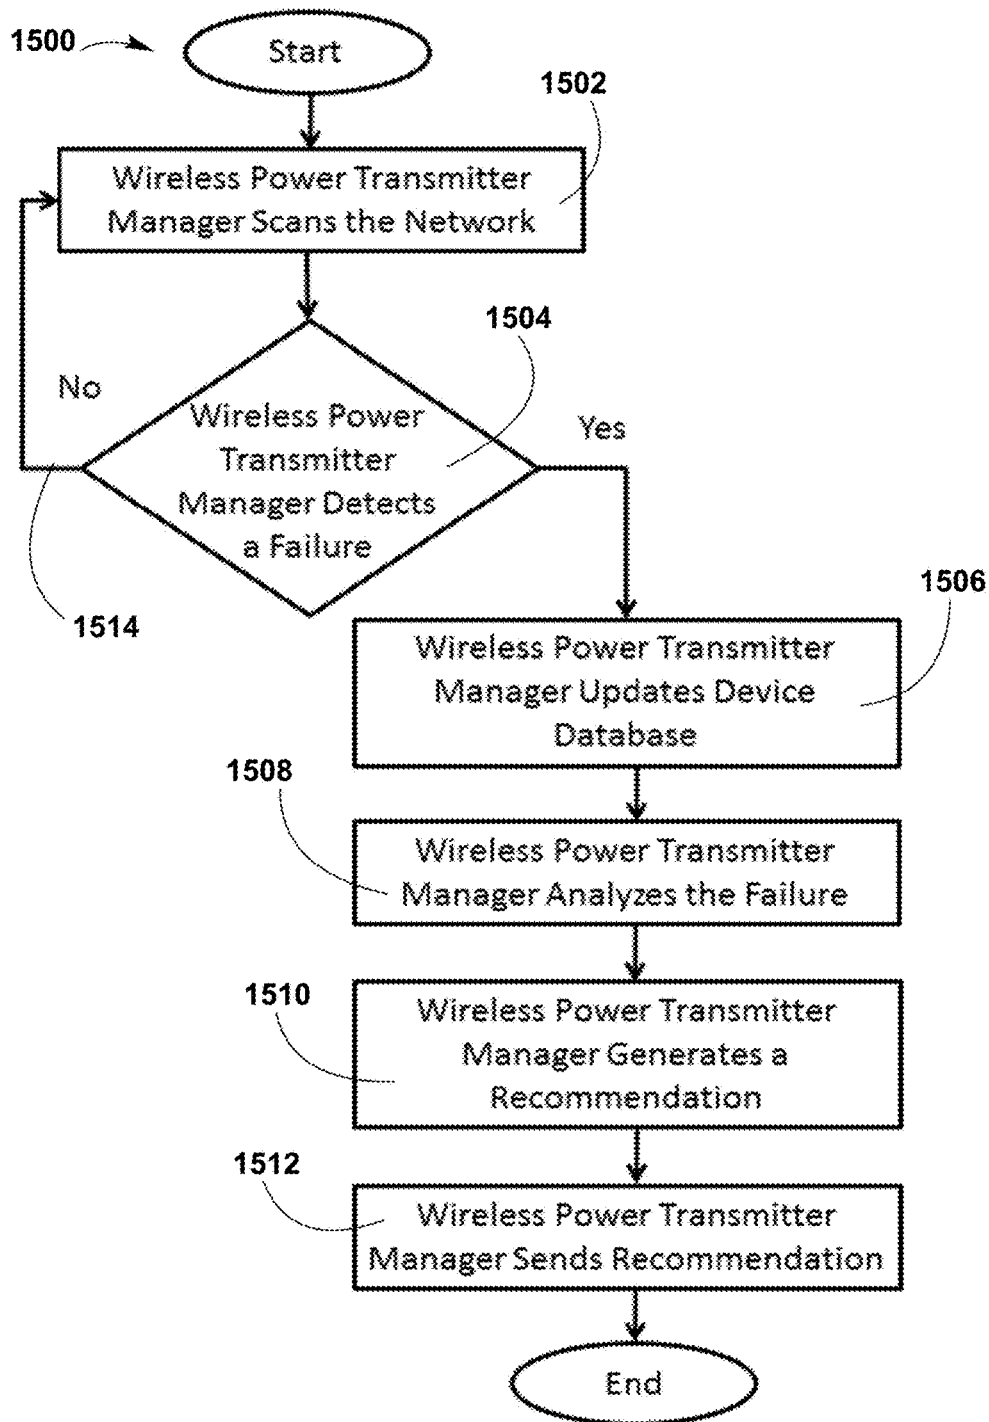 1500
Start
1502
Wireless Power Transmitter
Manager Scans the Network
1504
No
Wireless Power
Transmitter
Manager Detects
a Failure
Yes
1514
1506
Wireless Power Transmitter
Manager Updates Device
Database
1508
Wireless Power Transmitter
Manager Analyzes the Failure
1510
Wireless Power Transmitter
Manager Generates a
Recommendation
1512
Wireless Power Transmitter
Manager Sends Recommendation
End